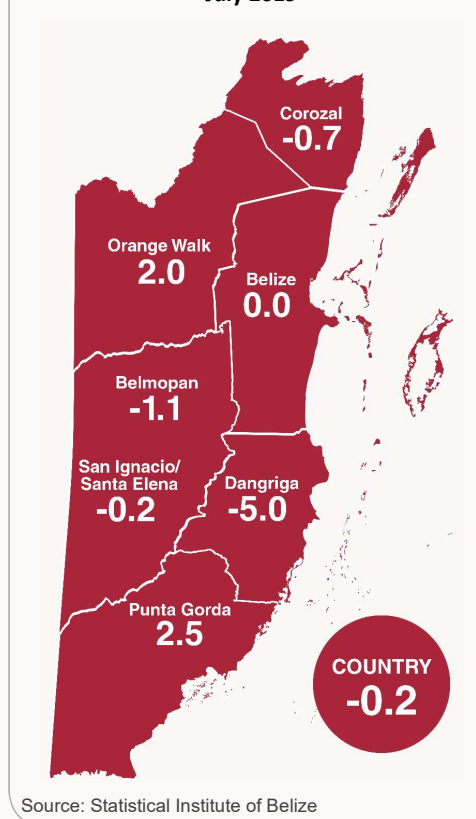 Corozal
-0.7
Orange Walk
2.0
Belize
0.0
Belmopan
-1.1
San Ignacio/
Santa Elena
-0.2
Dangriga
-5.0
Punta Gorda
2.5
COUNTRY
-0.2
Source: Statistical Institute of Belize